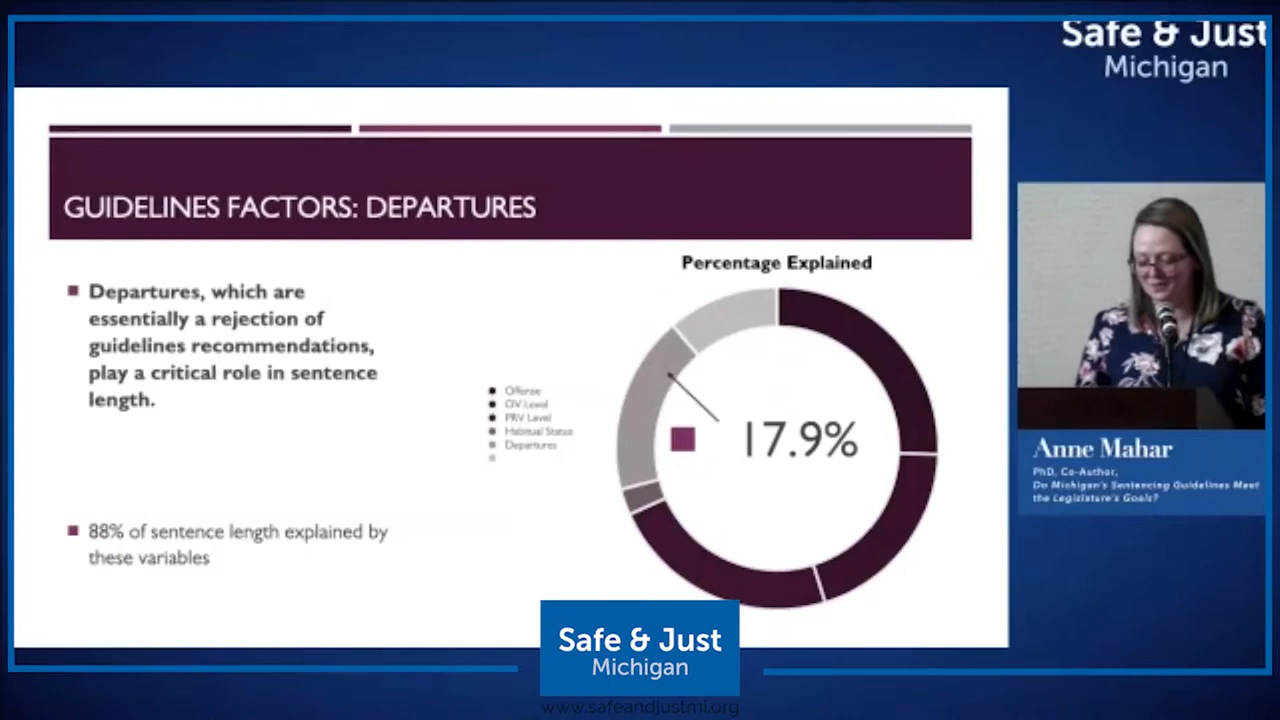 Safe & Just
Michigan
GUIDELINES FACTORS: DEPARTURES
Departures, which are
essentially a rejection of
guidelines recommendations,
play a critical role in sentence
length.
88% of sentence length explained by
these variables
Percentage Explained
Offense
OV Level
PRV Level
Habitual Status
Departures
17.9%
Anne Mahar
PhD, Co-Author,
Do Michigan's Sentencing Guidelines Meet
the Legislature's Goals?
Safe & Just
Michigan
www.safeandjustmi.org